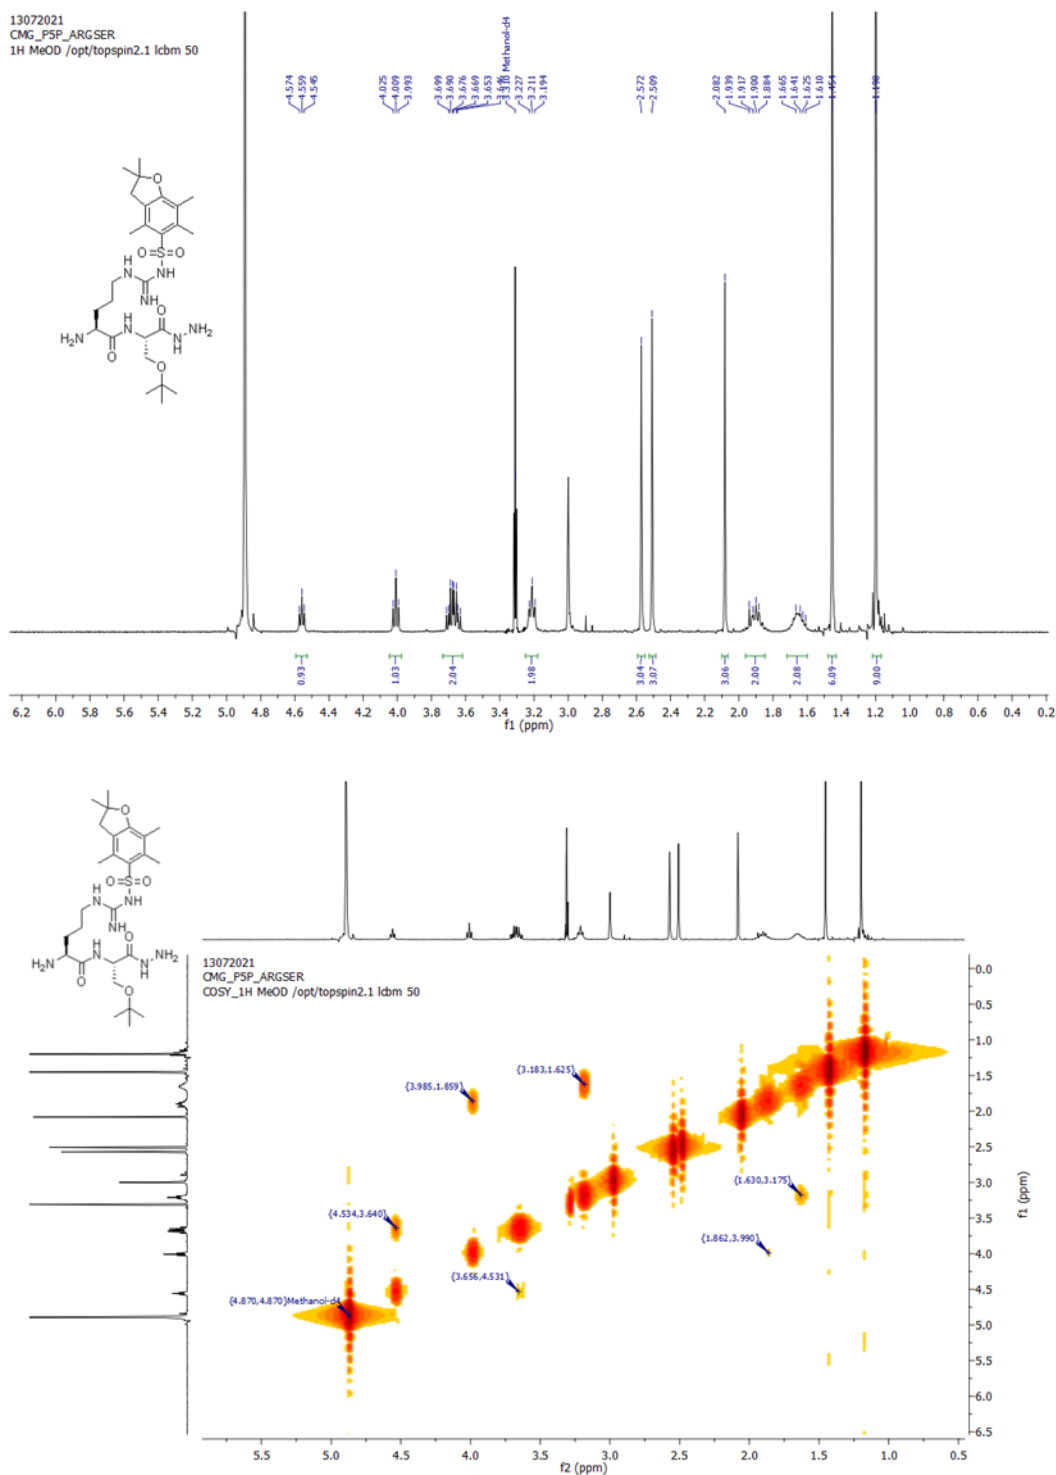 13072021
CMG_P5P_ARGSER
1H MeOD /opt/topspin2.1 lcbm 50
4.574
4.559
4.545
4.025
4.009
3.993
3.699
3.690
3.676
3.669
3.653
3.646
3.310 Methanol-d4
3.227
3.211
3.194
2.572
2.509
2.082
1.939
1.917
1.900
1.884
1.665
1.641
1.625
1.610
1.454
1.198
O
O=S=O
H
N
NH
NH
O
H
N
NH2
N
H
H2N
O
O
0.93
1.03
2.04
1.98
3.04
3.07
3.06
2.00
2.08
6.09
9.00
6.2 6.0 5.8 5.6 5.4 5.2 5.0 4.8 4.6 4.4 4.2 4.0 3.8 3.6 3.4 3.2 3.0 2.8 2.6 2.4 2.2 2.0 1.8 1.6 1.4 1.2 1.0 0.8 0.6 0.4 0.2
f1 (ppm)
O
O=S=O
H
N
NH
NH
O
H
N
NH2
N
H
H2N
O
O
13072021
CMG_P5P_ARGSER
COSY_1H MeOD /opt/topspin2.1 lcbm 50
{3.985,1.859}
{3.183,1.625}
{4.534,3.640}
{1.630,3.175}
{1.862,3.990}
{3.656,4.531}
{4.870,4.870}Methanol-d4
0.0
0.5
1.0
1.5
2.0
2.5
3.0
3.5
4.0
4.5
5.0
5.5
6.0
6.5
f1 (ppm)
5.5 5.0 4.5 4.0 3.5 3.0 2.5 2.0 1.5 1.0 0.5
f2 (ppm)